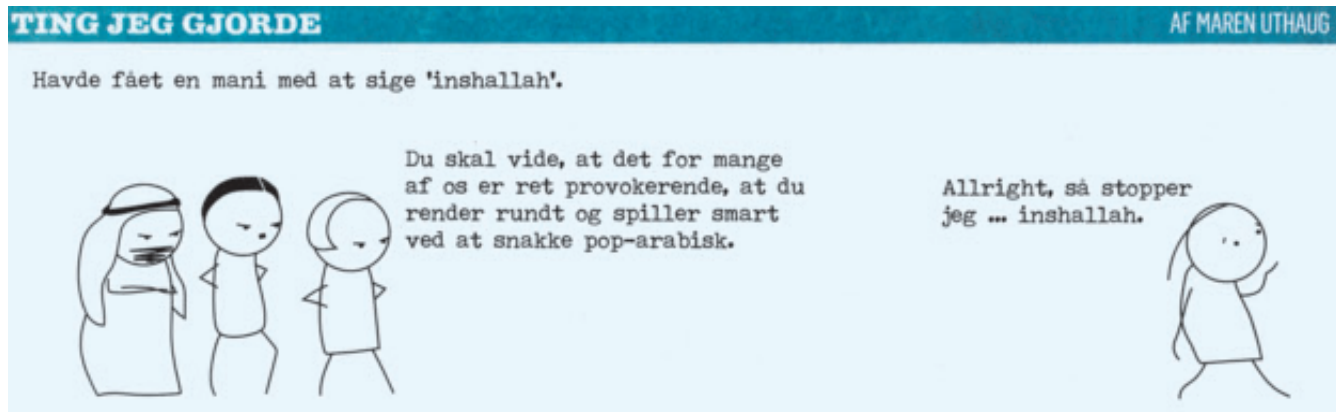 TING JEG GJORDE
AF MAREN UTHAUG
Havde fået en mani med at sige 'inshallah'.
Du skal vide, at det for mange
af os er ret provokerende, at du
render rundt og spiller smart
ved at snakke pop-arabisk.
Allright, så stopper
jeg ... inshallah.